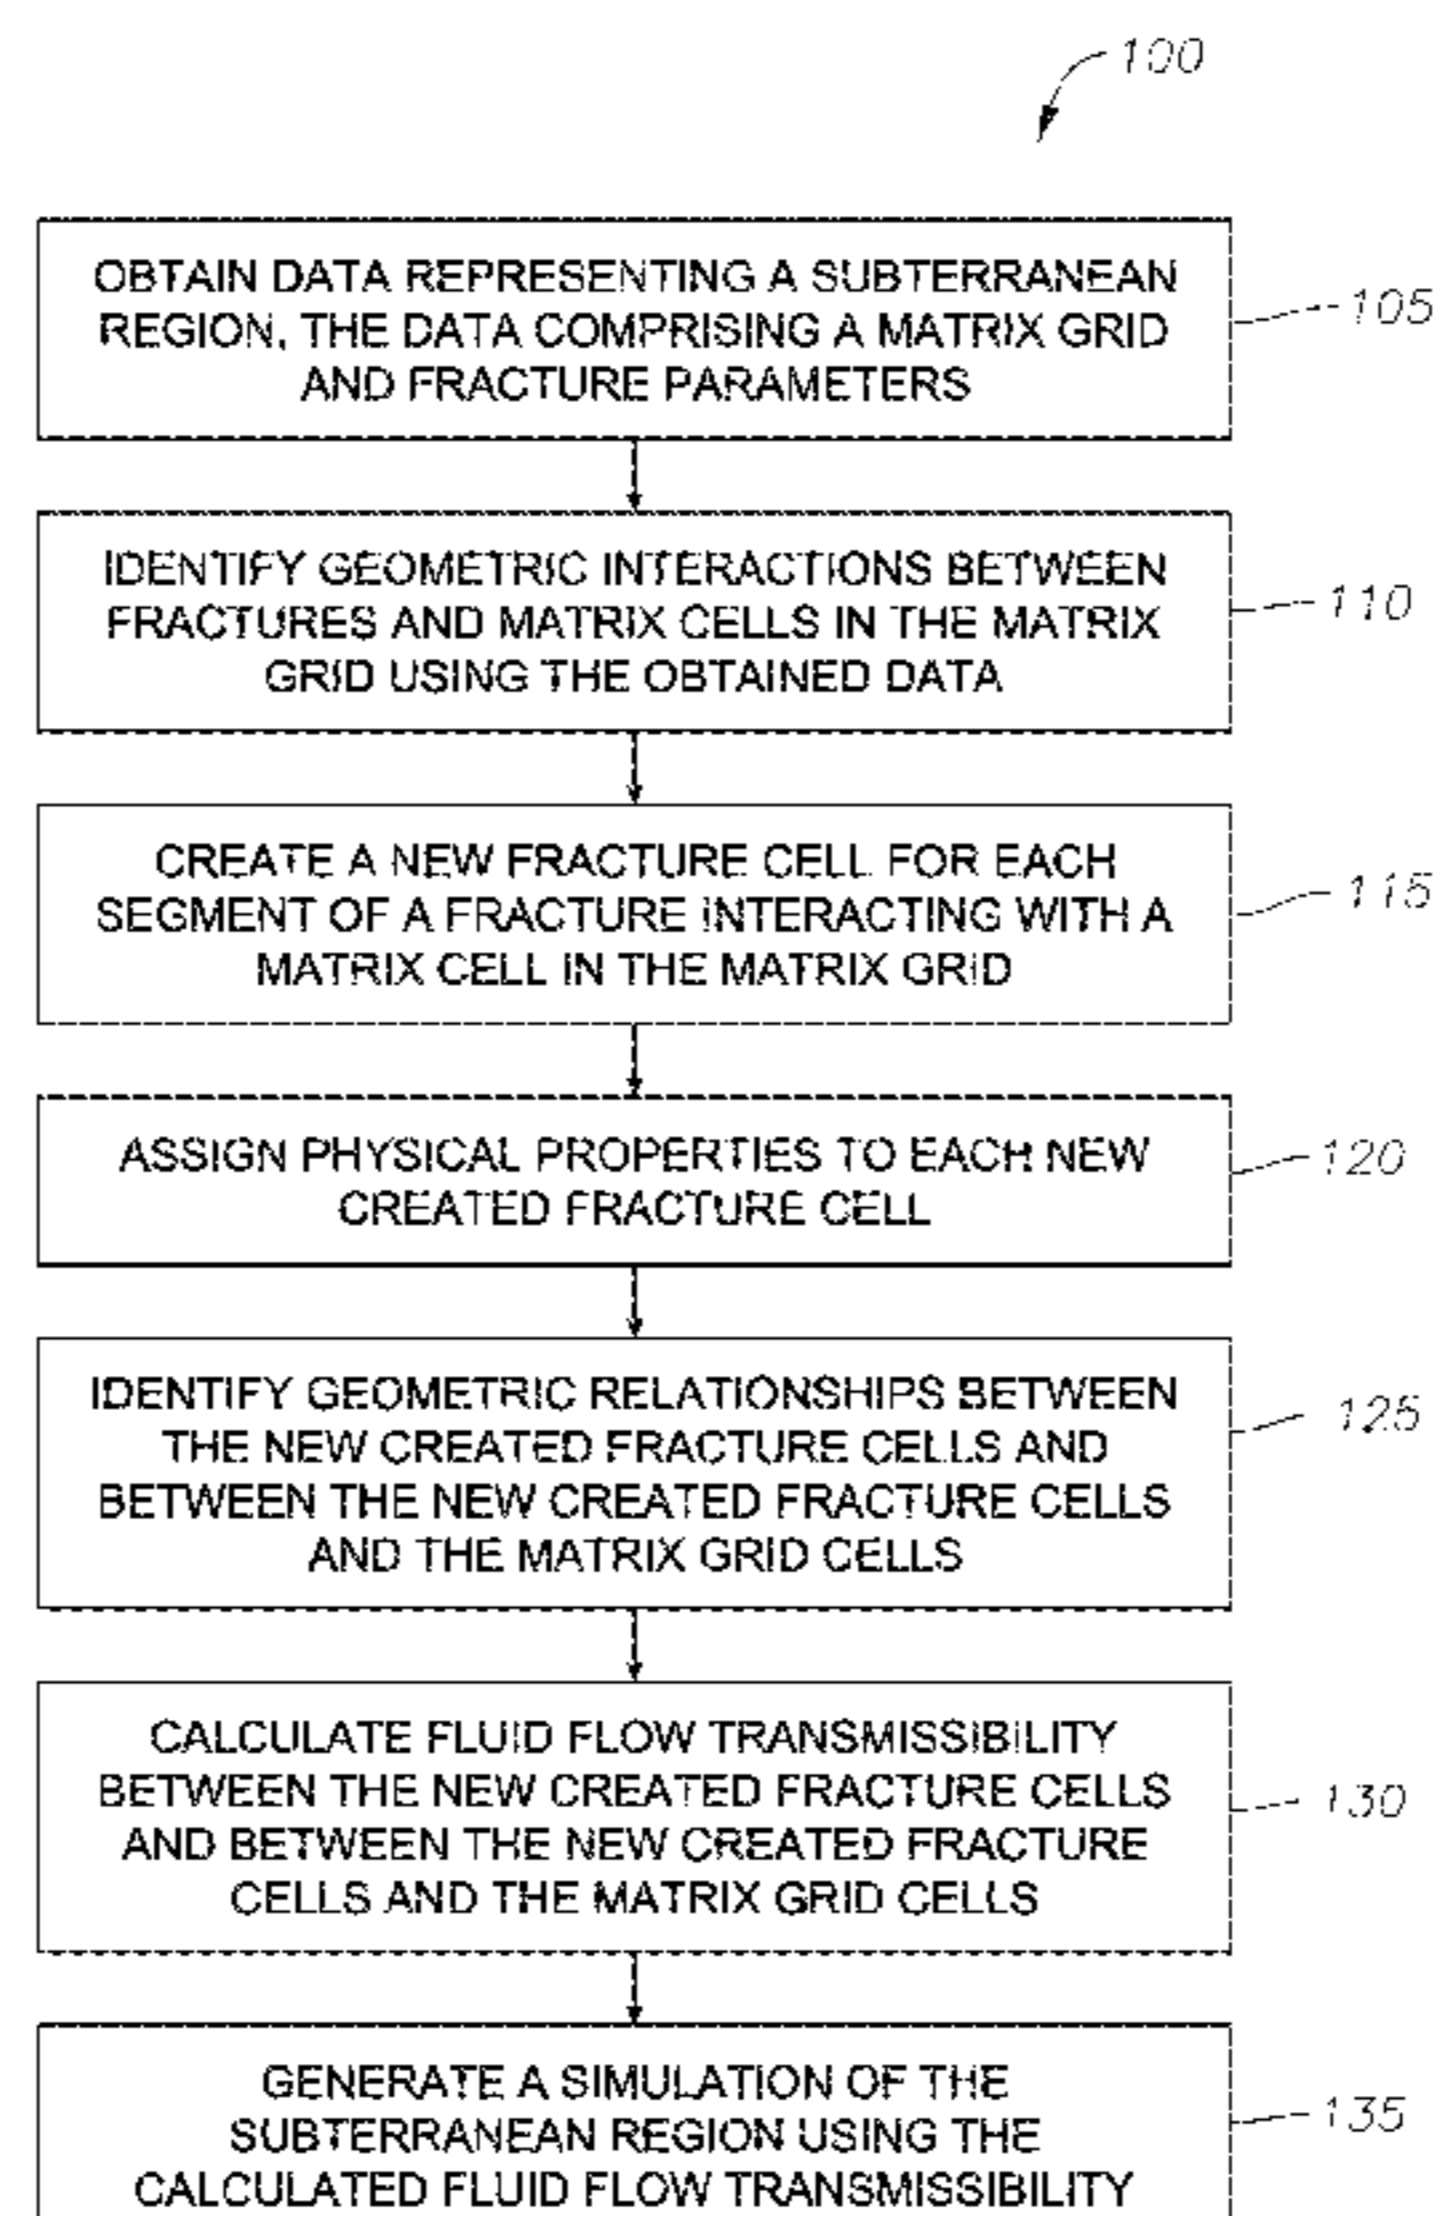 100
OBTAIN DATA REPRESENTING A SUBTERRANEAN
REGION, THE DATA COMPRISING A MATRIX GRID
AND FRACTURE PARAMETERS
105
IDENTIFY GEOMETRIC INTERACTIONS BETWEEN
FRACTURES AND MATRIX CELLS IN THE MATRIX
GRID USING THE OBTAINED DATA
110
CREATE A NEW FRACTURE CELL FOR EACH
SEGMENT OF A FRACTURE INTERACTING WITH A
MATRIX CELL IN THE MATRIX GRID
115
ASSIGN PHYSICAL PROPERTIES TO EACH NEW
CREATED FRACTURE CELL
120
IDENTIFY GEOMETRIC RELATIONSHIPS BETWEEN
THE NEW CREATED FRACTURE CELLS AND
BETWEEN THE NEW CREATED FRACTURE CELLS
AND THE MATRIX GRID CELLS
125
CALCULATE FLUID FLOW TRANSMISSIBILITY
BETWEEN THE NEW CREATED FRACTURE CELLS
AND BETWEEN THE NEW CREATED FRACTURE
CELLS AND THE MATRIX GRID CELLS
130
GENERATE A SIMULATION OF THE
SUBTERRANEAN REGION USING THE
CALCULATED FLUID FLOW TRANSMISSIBILITY
135